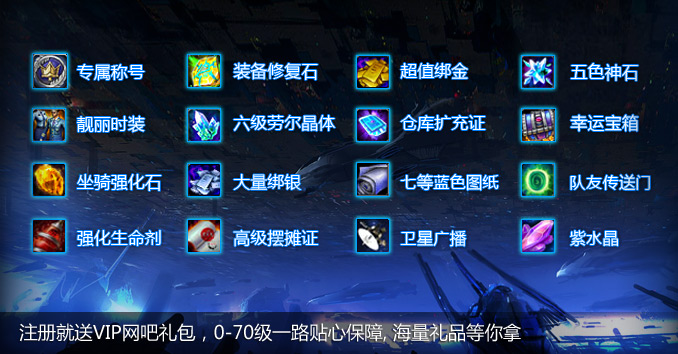 专属称号 装备修复石 超值绑金 五色神石
靓丽时装 六级劳尔晶体 仓库扩充证 幸运宝箱
坐骑强化石 大量绑银 七等蓝色图纸 队友传送门
强化生命剂 高级摆摊证 卫星广播 紫水晶
注册就送VIP网吧礼包，0-70级一路贴心保障, 海量礼品等你拿